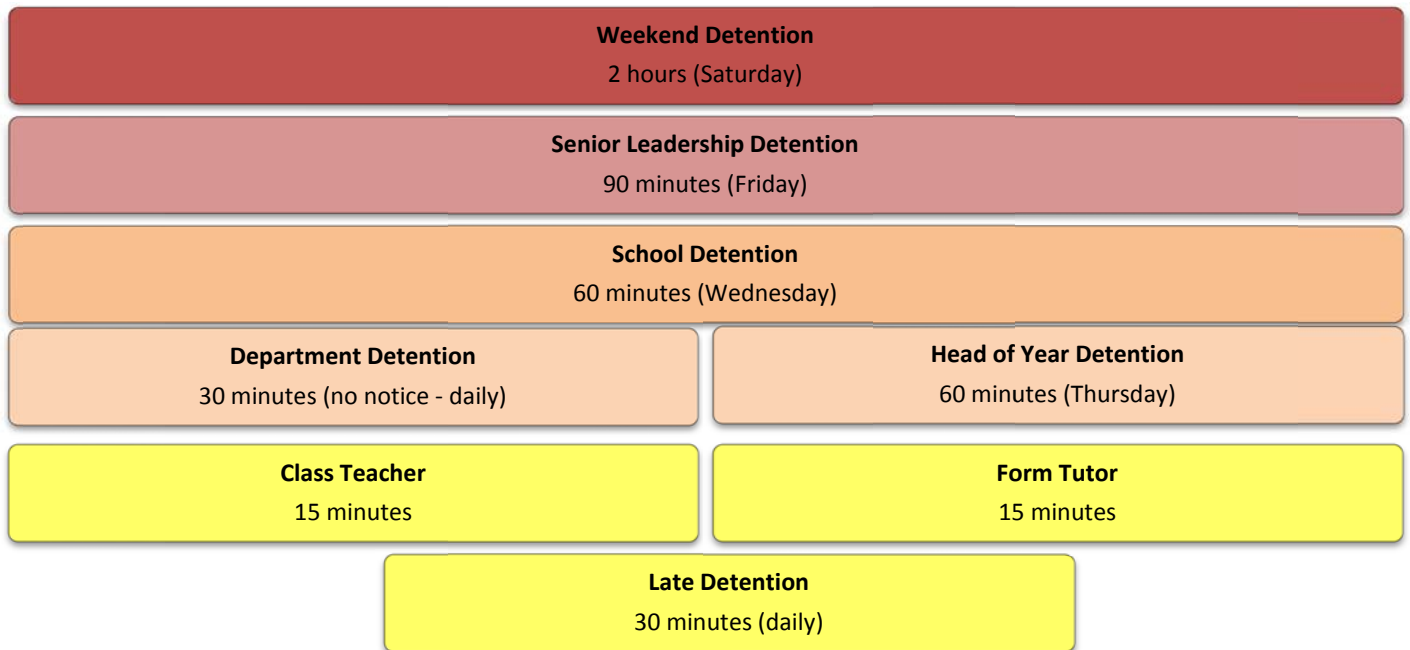 Weekend Detention
2 hours (Saturday)
Senior Leadership Detention
90 minutes (Friday)
School Detention
60 minutes (Wednesday)
Department Detention
30 minutes (no notice - daily)
Head of Year Detention
60 minutes (Thursday)
Class Teacher
15 minutes
Form Tutor
15 minutes
Late Detention
30 minutes (daily)